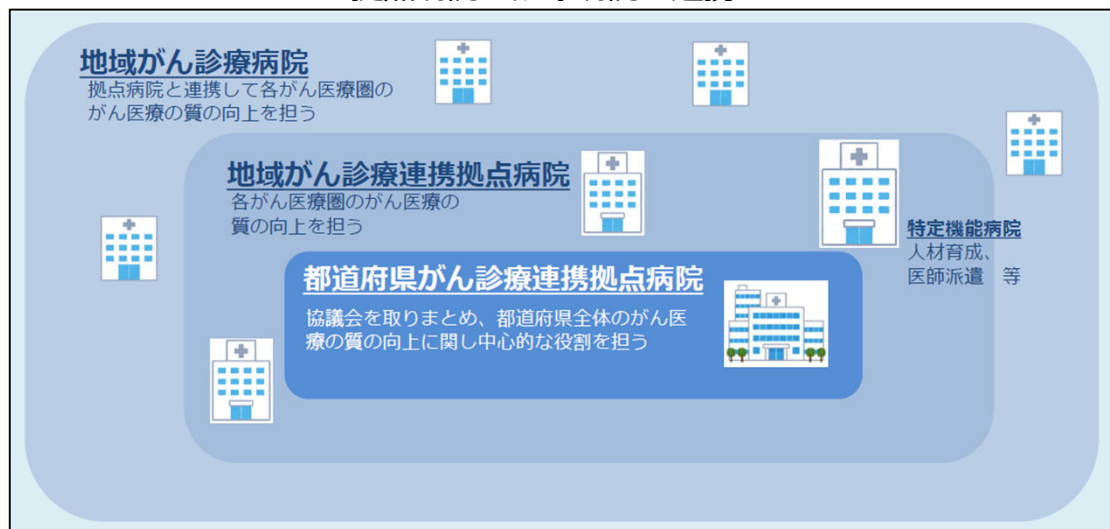 地域がん診療病院
拠点病院と連携して各がん医療圏の
がん医療の質の向上を担う
地域がん診療連携拠点病院
各がん医療圏のがん医療の
質の向上を担う
特定機能病院
人材育成、
医師派遣　等
都道府県がん診療連携拠点病院
協議会を取りまとめ、都道府県全体のがん医
療の質の向上に関し中心的な役割を担う